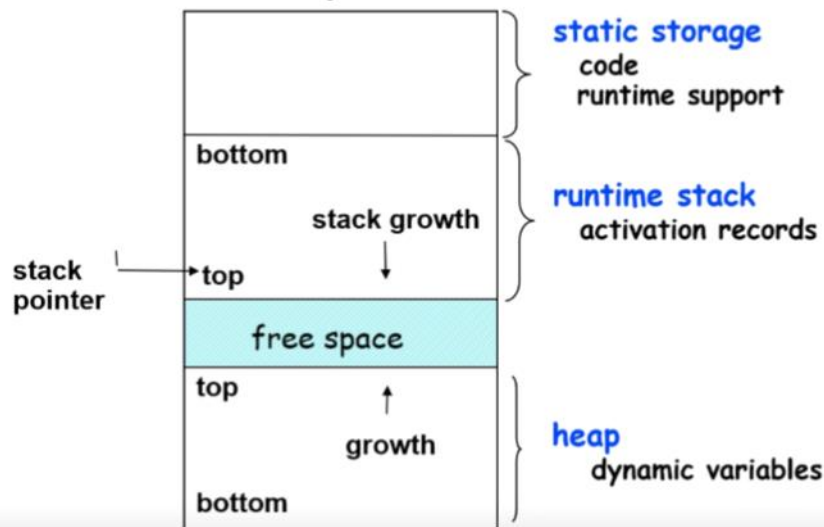 static storage
code
runtime support
bottom
runtime stack
stack growth
activation records
stack
pointer
top
free space
top
growth
heap
dynamic variables
bottom